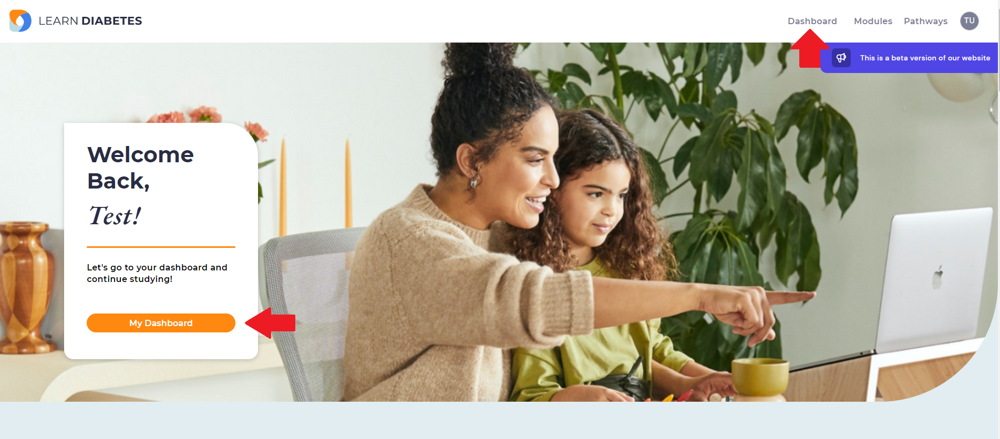 LEARN DIABETES
Dashboard Modules Pathways TU
This is a beta version of our website
Welcome
Back,
Test!
Let's go to your dashboard and
continue studying!
My Dashboard